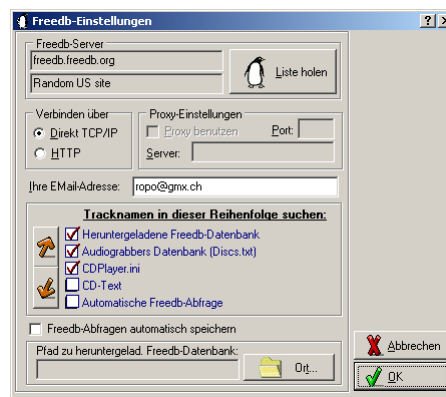 Freedb-Einstellungen
Freedb-Server
freedb.freedb.org
Random US site
Liste holen
Verbinden über
Direkt TCP/IP
HTTP
Proxy-Einstellungen
Proxy benutzen
Port:
Server:
Ihre EMail-Adresse:
ropo@gmx.ch
Tracknamen in dieser Reihenfolge suchen:
Heruntergeladene Freedb-Datenbank
Audiograbbers Datenbank (Discs.txt)
CDPlayer.ini
CD-Text
Automatische Freedb-Abfrage
Freedb-Abfragen automatisch speichern
Pfad zu heruntergelad. Freedb-Datenbank:
Ort...
Abbrechen
OK